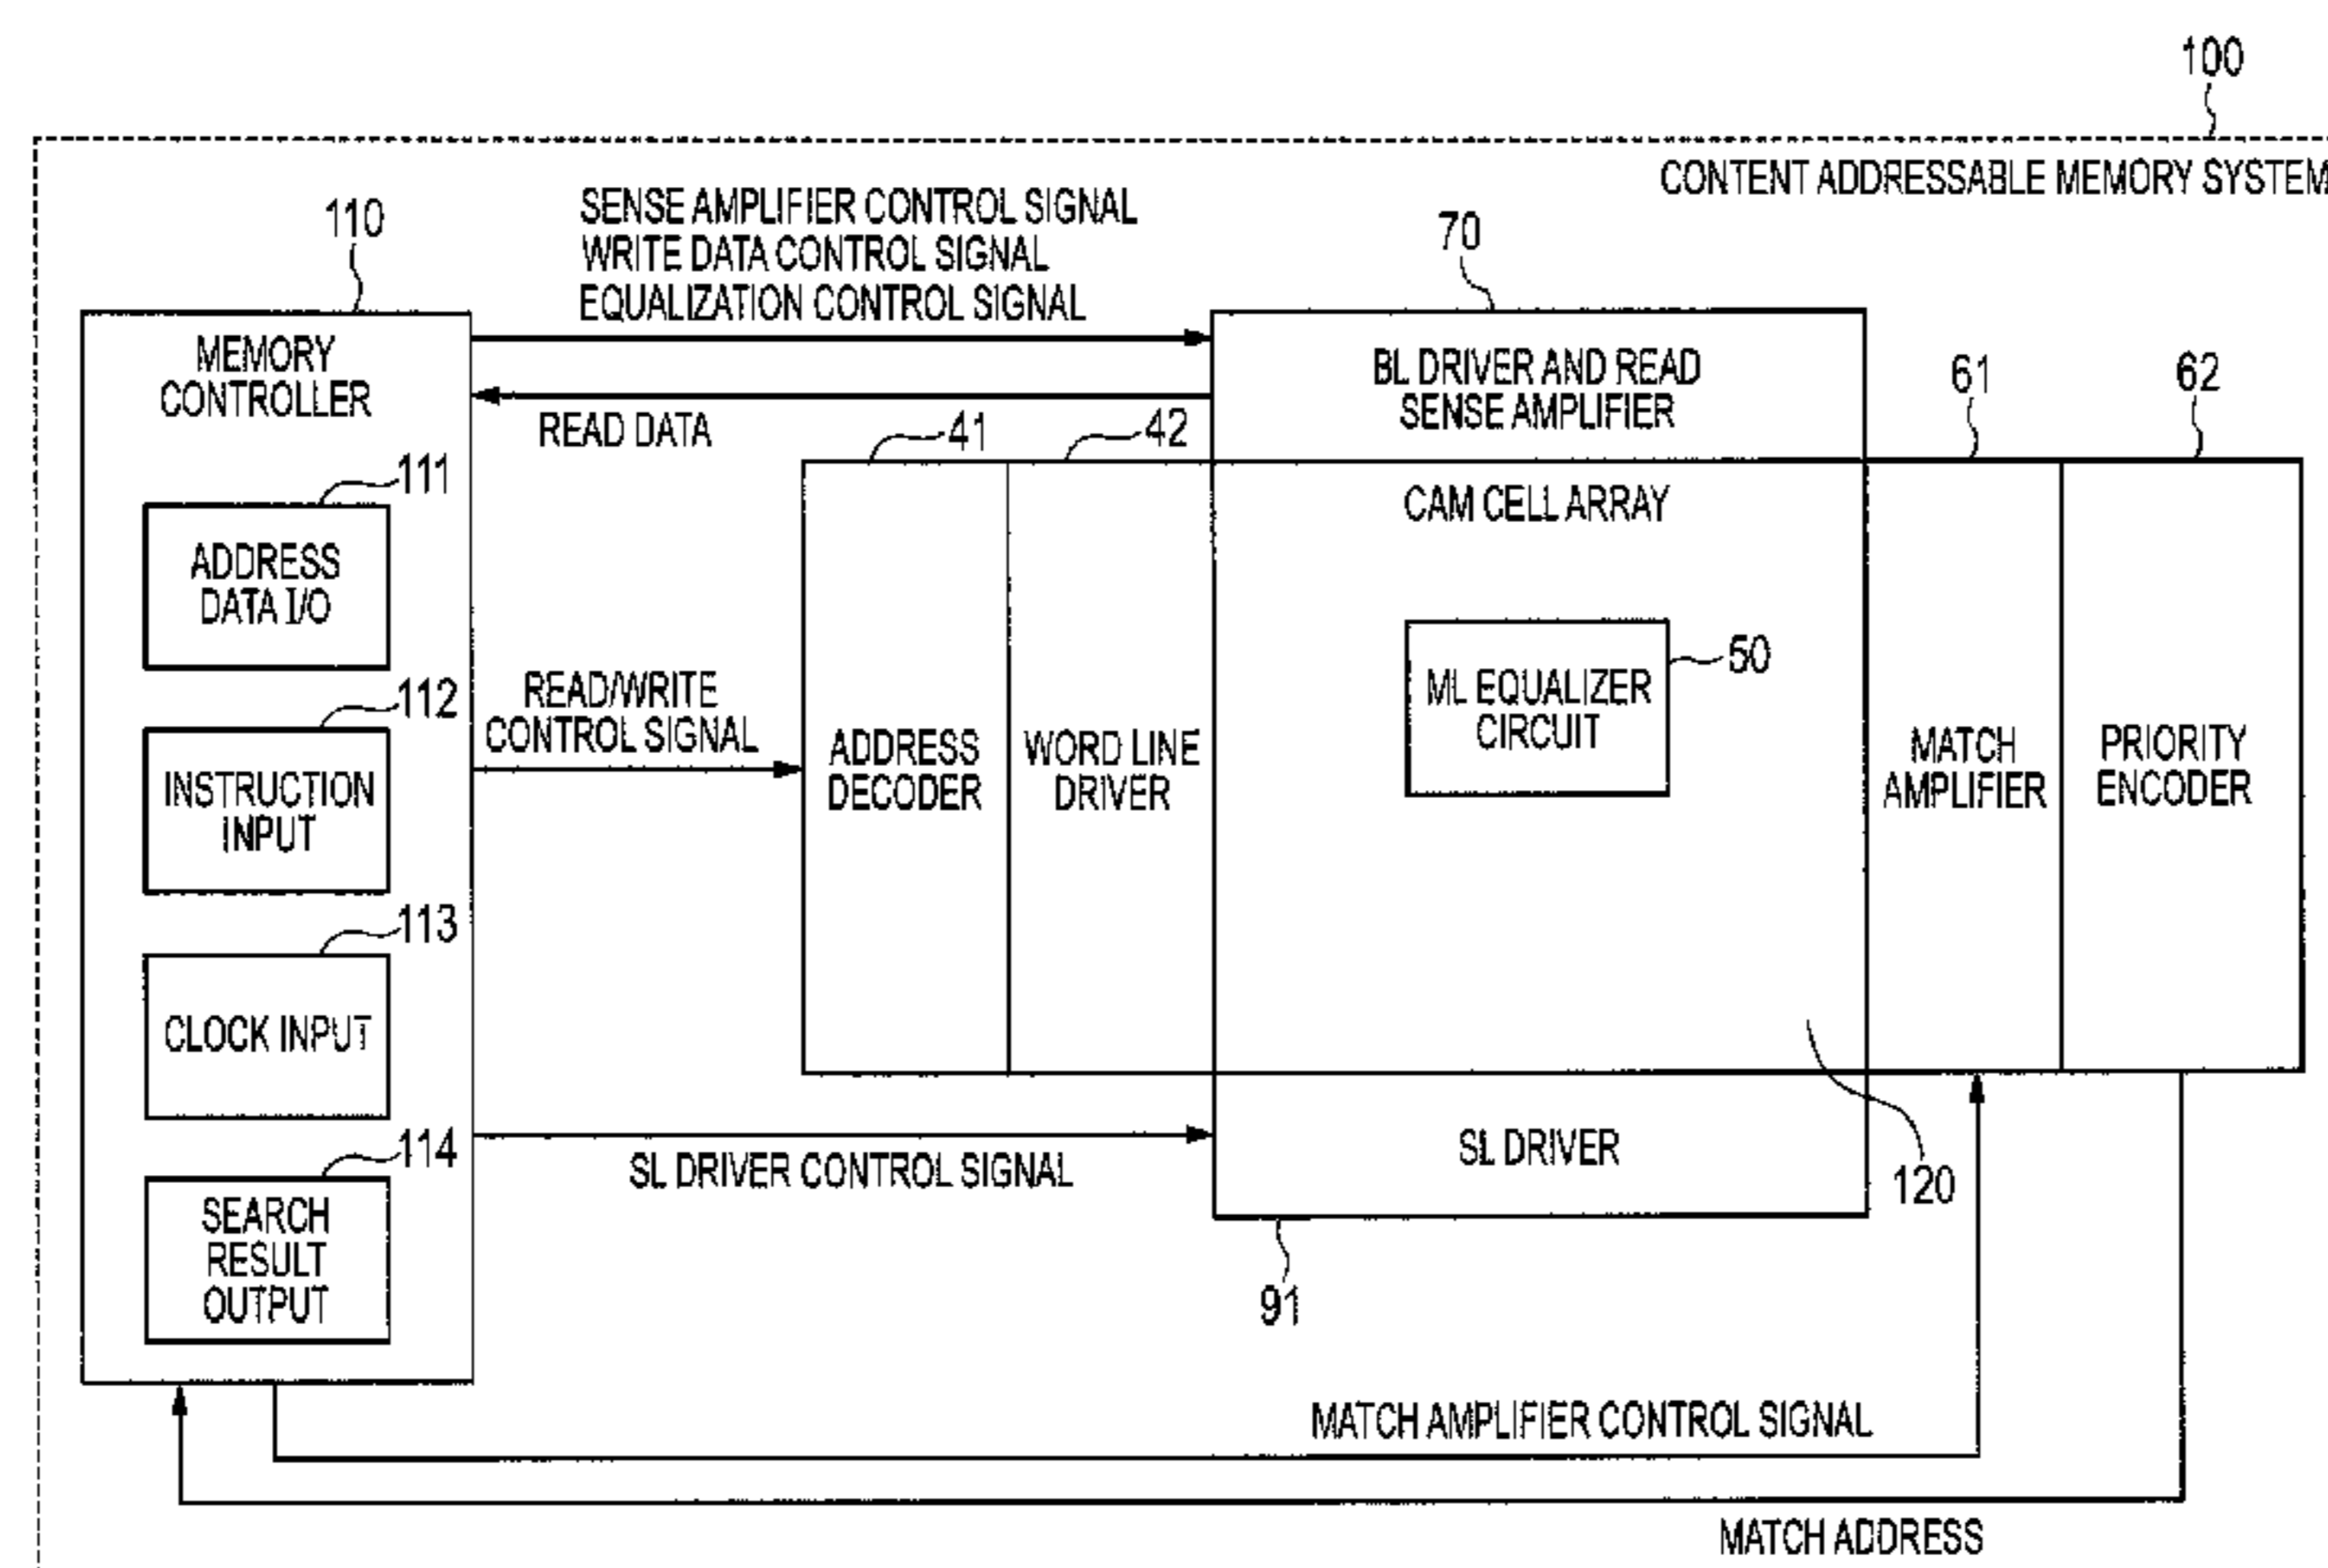 100
CONTENT ADDRESSABLE MEMORY SYSTEM
110
SENSE AMPLIFIER CONTROL SIGNAL
WRITE DATA CONTROL SIGNAL
EQUALIZATION CONTROL SIGNAL
70
MEMORY
CONTROLLER
BL DRIVER AND READ
SENSE AMPLIFIER
61
62
READ DATA
41
42
111
ADDRESS
DATA I/O
CAM CELL ARRAY
50
ML EQUALIZER
CIRCUIT
112
INSTRUCTION
INPUT
READ/WRITE
CONTROL SIGNAL
ADDRESS
DECODER
WORD LINE
DRIVER
MATCH
AMPLIFIER
PRIORITY
ENCODER
113
CLOCK INPUT
114
SEARCH
RESULT
OUTPUT
SL DRIVER CONTROL SIGNAL
SL DRIVER
120
91
MATCH AMPLIFIER CONTROL SIGNAL
MATCH ADDRESS